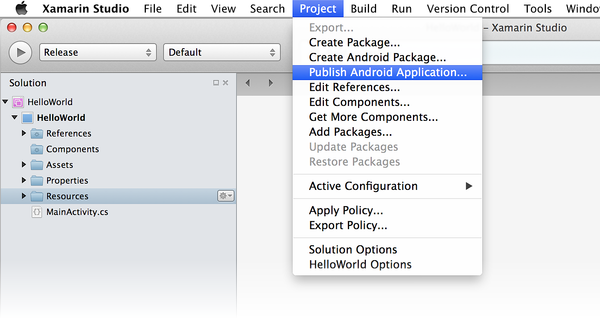 Xamarin Studio File Edit View Search Project Build Run Version Control Tools
– Xamarin Studio
Release Default
Solution
HelloWorld
HelloWorld
References
Components
Assets
Properties
Resources
MainActivity.cs
Export...
Create Package...
Create Android Package...
Publish Android Application...
Edit References...
Edit Components...
Get More Components...
Add Packages...
Update Packages
Restore Packages
Active Configuration
Apply Policy...
Export Policy...
Solution Options
HelloWorld Options